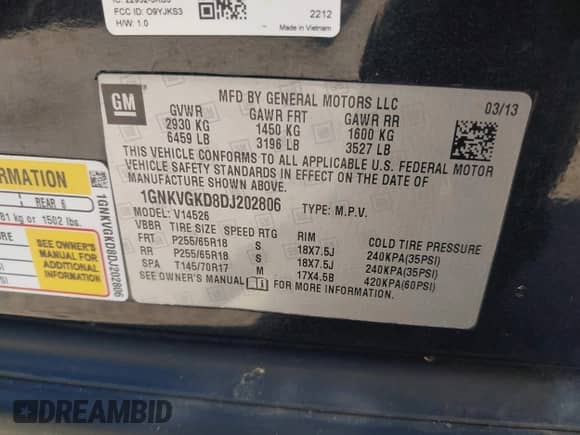 FCC ID: O9YJKS3
H/W: 1.0
2212
Made in Vietnam
GM
MFD BY GENERAL MOTORS LLC
03/13
GVWR GAWR FRT GAWR RR
2930 KG 1450 KG 1600 KG
6459 LB 3196 LB 3527 LB
THIS VEHICLE CONFORMS TO ALL APPLICABLE U.S. FEDERAL MOTOR
VEHICLE SAFETY STANDARDS IN EFFECT ON THE DATE OF
MANUFACTURE SHOWN ABOVE.
1GNKVGKD8DJ202806 TYPE: M.P.V.
MODEL: V14526
TIRE SIZE SPEED RTG RIM COLD TIRE PRESSURE
FRT P255/65R18 S 18X7.5J 240KPA(35PSI)
RR P255/65R18 S 18X7.5J 240KPA(35PSI)
SPA T145/70R17 M 17X4.5B 420KPA(60PSI)
SEE OWNER'S MANUAL FOR MORE INFORMATION.
REAR 6
kg or 1502 lbs.
SEE OWNER'S
MANUAL FOR
ADDITIONAL
INFORMATION
1GNKVGKD8DJ202806
DREAMBID